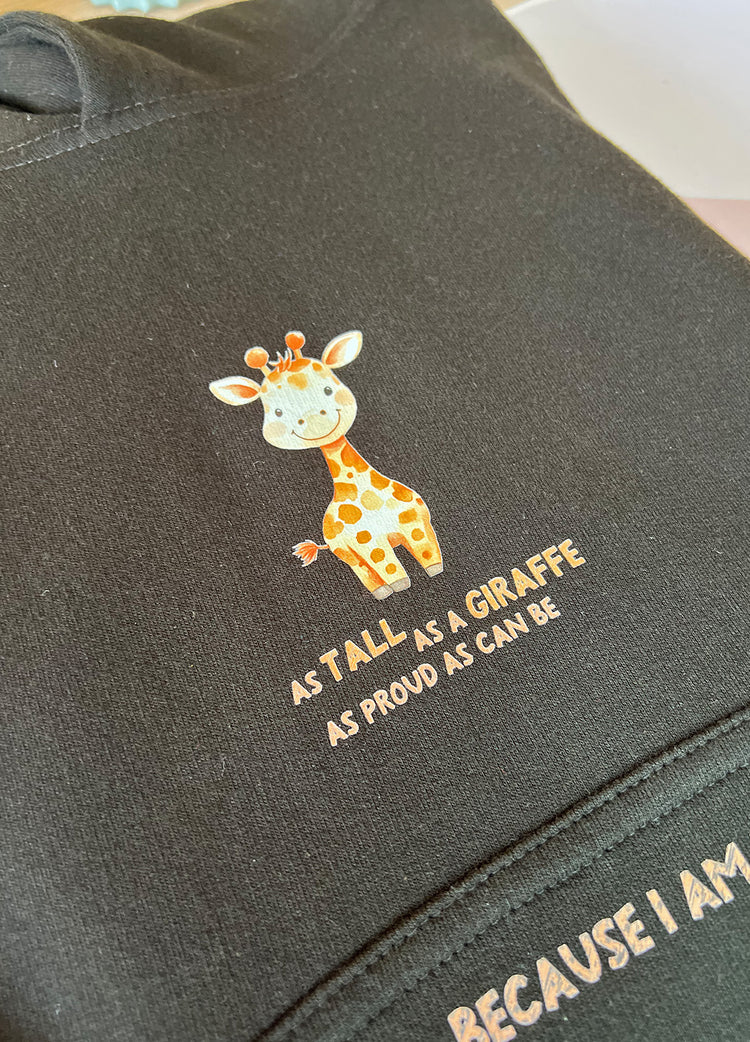 AS TALL AS A GIRAFFE
AS PROUD AS CAN BE
BECAUSE I AM